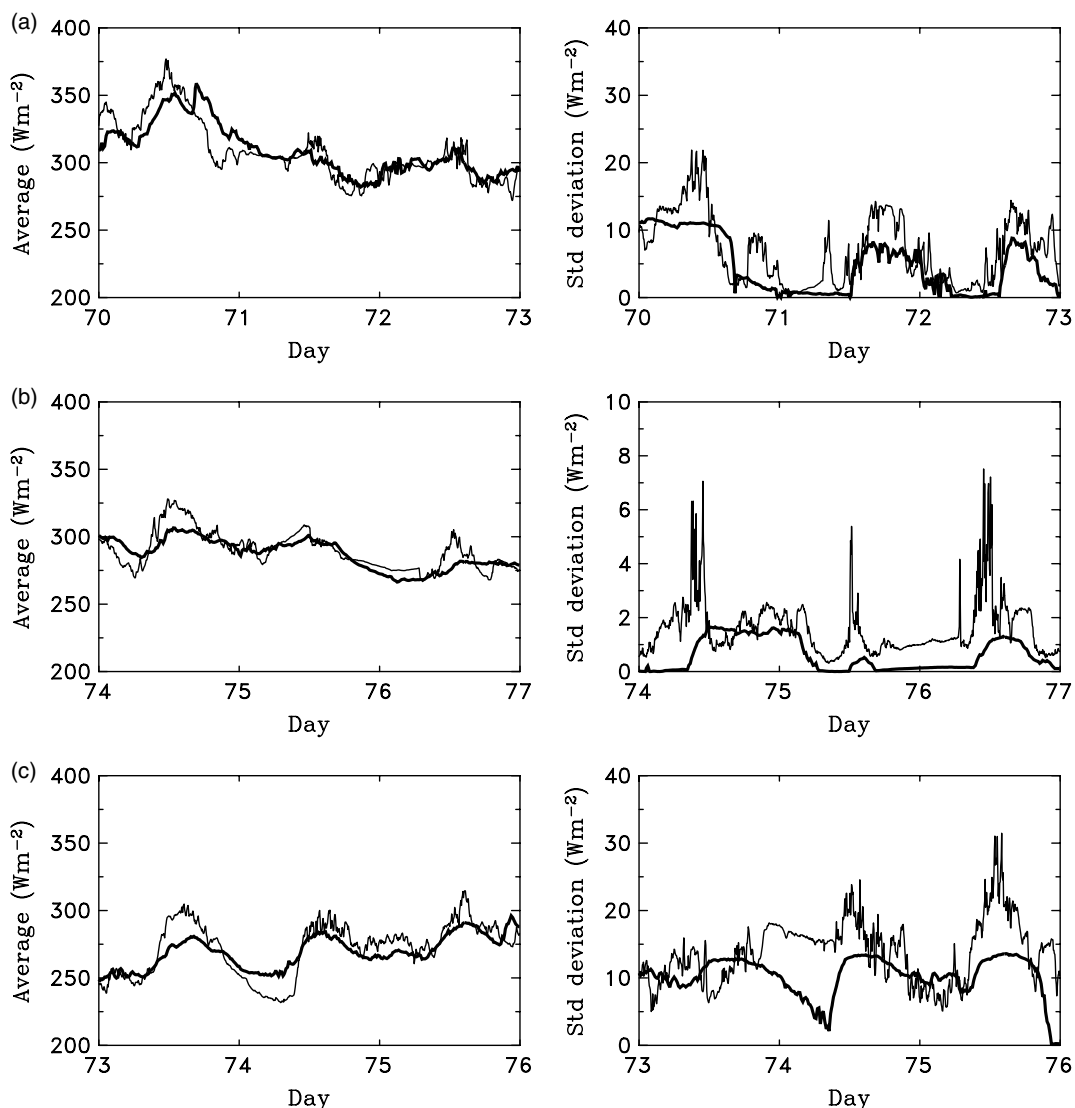 (a)
Average (Wm⁻²)
400
350
300
250
200
70 71 72 73
Day
Std deviation (Wm⁻²)
40
30
20
10
0
70 71 72 73
Day
(b)
Average (Wm⁻²)
400
350
300
250
200
74 75 76 77
Day
Std deviation (Wm⁻²)
10
8
6
4
2
0
74 75 76 77
Day
(c)
Average (Wm⁻²)
400
350
300
250
200
73 74 75 76
Day
Std deviation (Wm⁻²)
40
30
20
10
0
73 74 75 76
Day